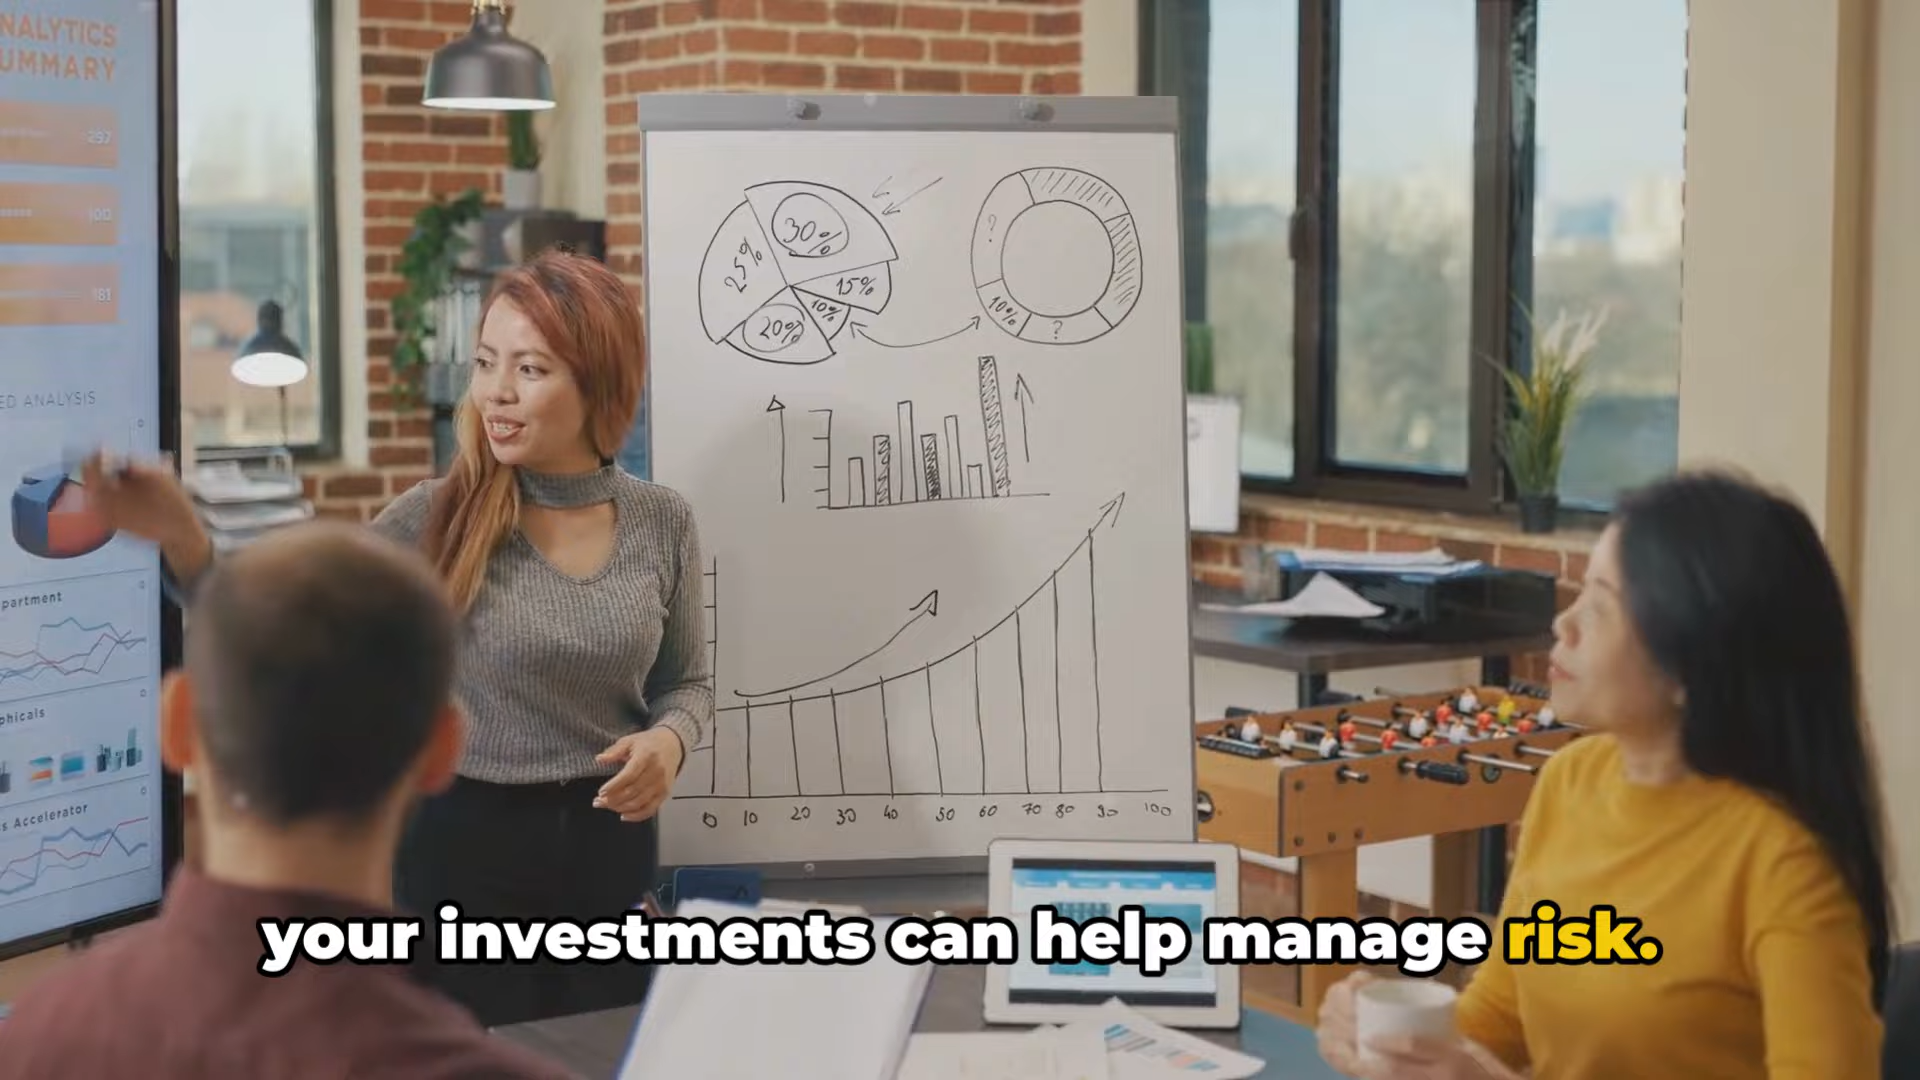 NALYTICS
UMMARY
297
100
181
ED ANALYSIS
partment
phicals
s Accelerator
30%
25%
15%
10%
20%
?
10%
?
0 10 20 30 40 50 60 70 80 90 100
your investments can help manage risk.